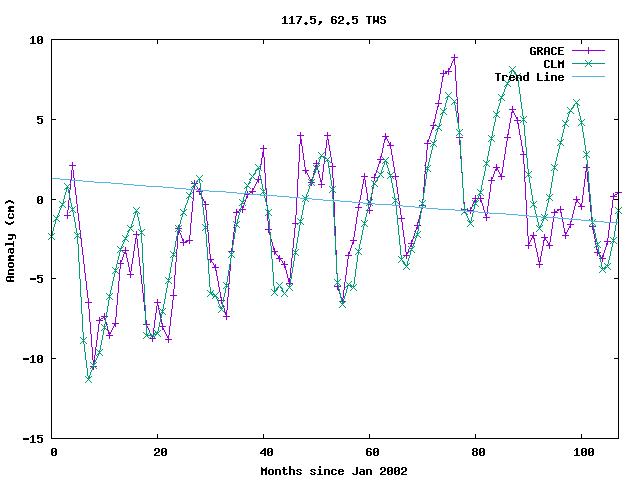 117.5, 62.5 TWS
GRACE
CLM
Trend Line
10
5
0
-5
-10
-15
Anomaly (cm)
0 20 40 60 80 100
Months since Jan 2002